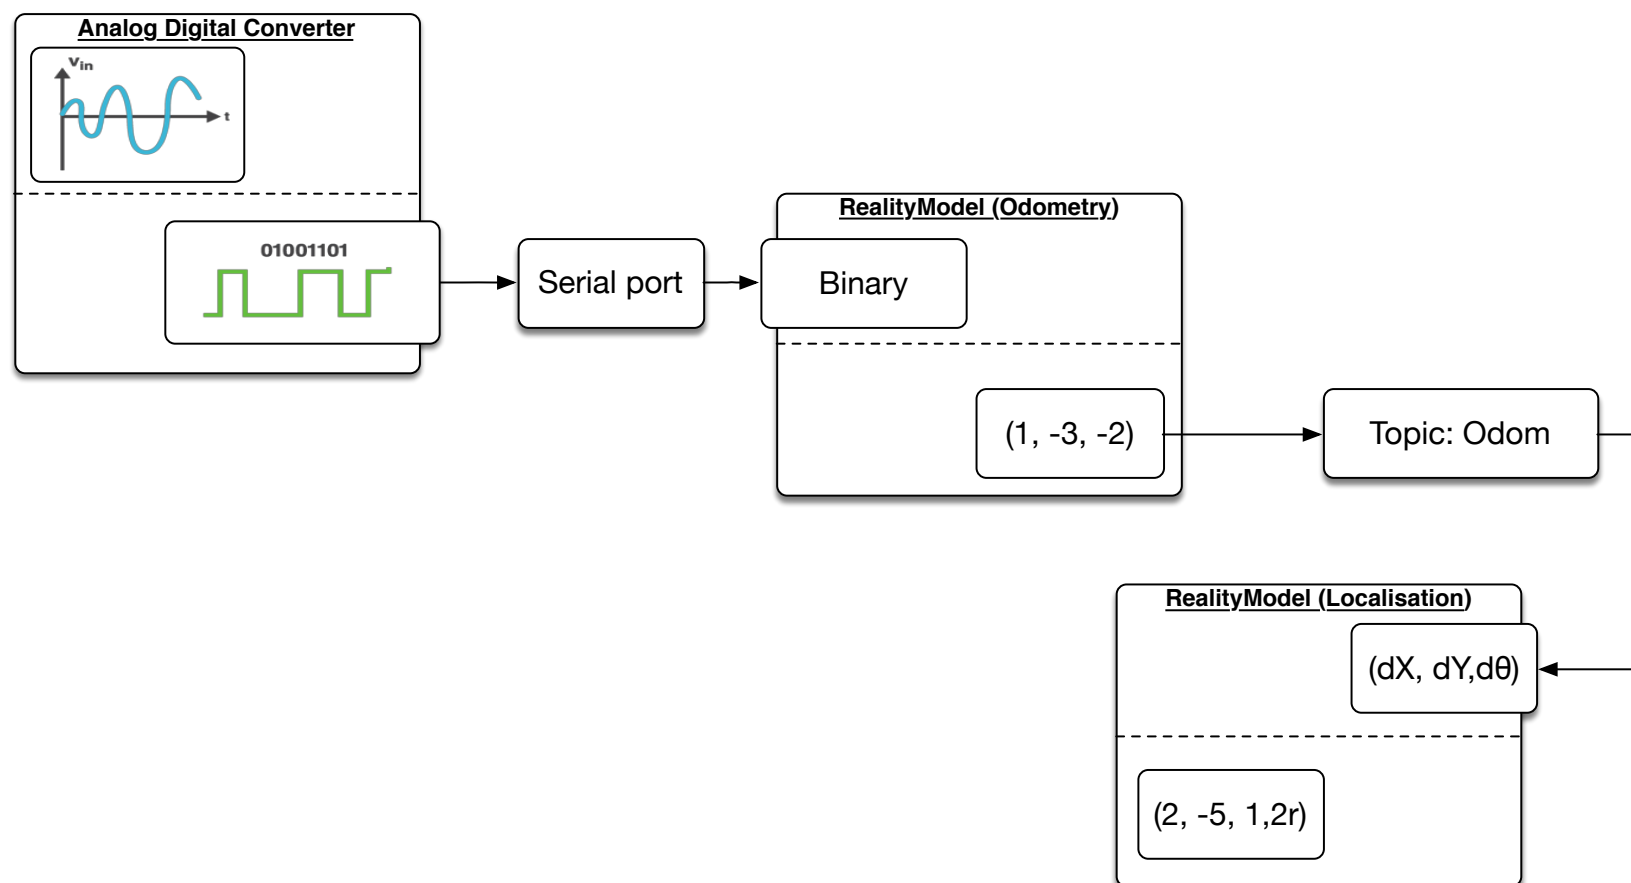 Analog Digital Converter
Vin
t
01001101
Serial port
RealityModel (Odometry)
Binary
(1, -3, -2)
Topic: Odom
RealityModel (Localisation)
(dX, dY,dθ)
(2, -5, 1,2r)